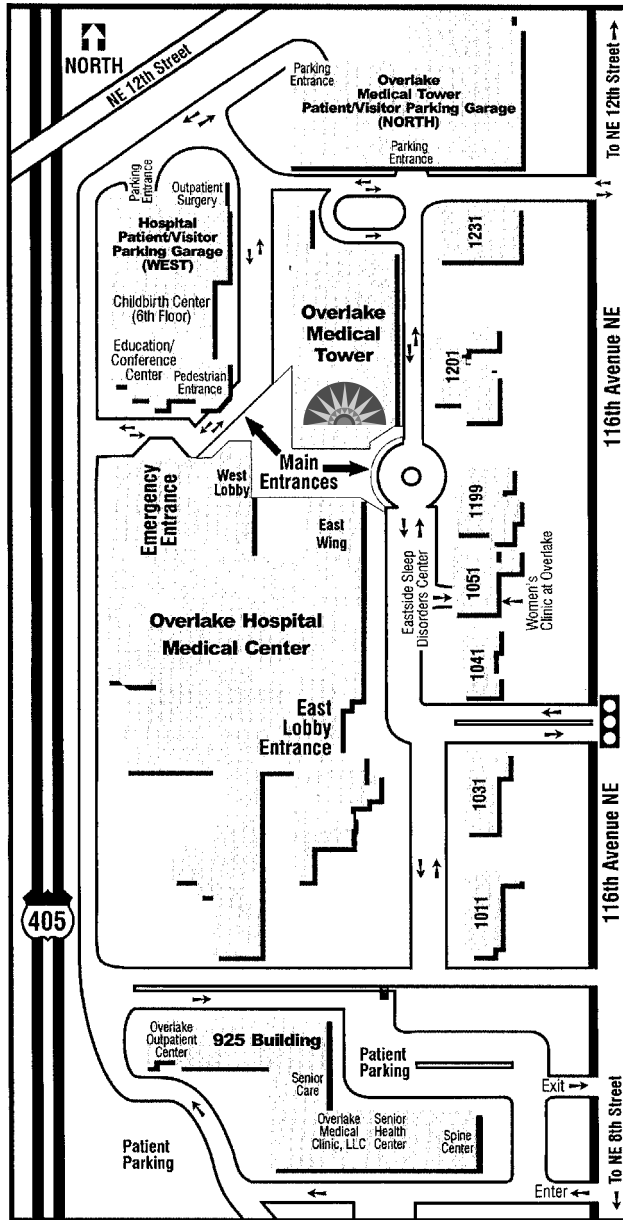 NORTH
NE 12th Street
To NE 12th Street
Parking
Entrance
Overlake
Medical Tower
Patient/Visitor Parking Garage
(NORTH)
Parking
Entrance
Parking
Entrance
Outpatient
Surgery
Hospital
Patient/Visitor
Parking Garage
(WEST)
Childbirth Center
(6th Floor)
Education/
Conference
Center
Pedestrian
Entrance
Overlake
Medical
Tower
1231
1201
116th Avenue NE
Main
Entrances
West
Lobby
Emergency
Entrance
East
Wing
1199
1051
Eastside Sleep
Disorders Center
Women's
Clinic at Overlake
1041
Overlake Hospital
Medical Center
East
Lobby
Entrance
1031
116th Avenue NE
1011
405
Overlake
Outpatient
Center
925 Building
Senior
Care
Patient
Parking
Overlake
Medical
Clinic, LLC
Senior
Health
Center
Spine
Center
Patient
Parking
Exit
Enter
To NE 8th Street